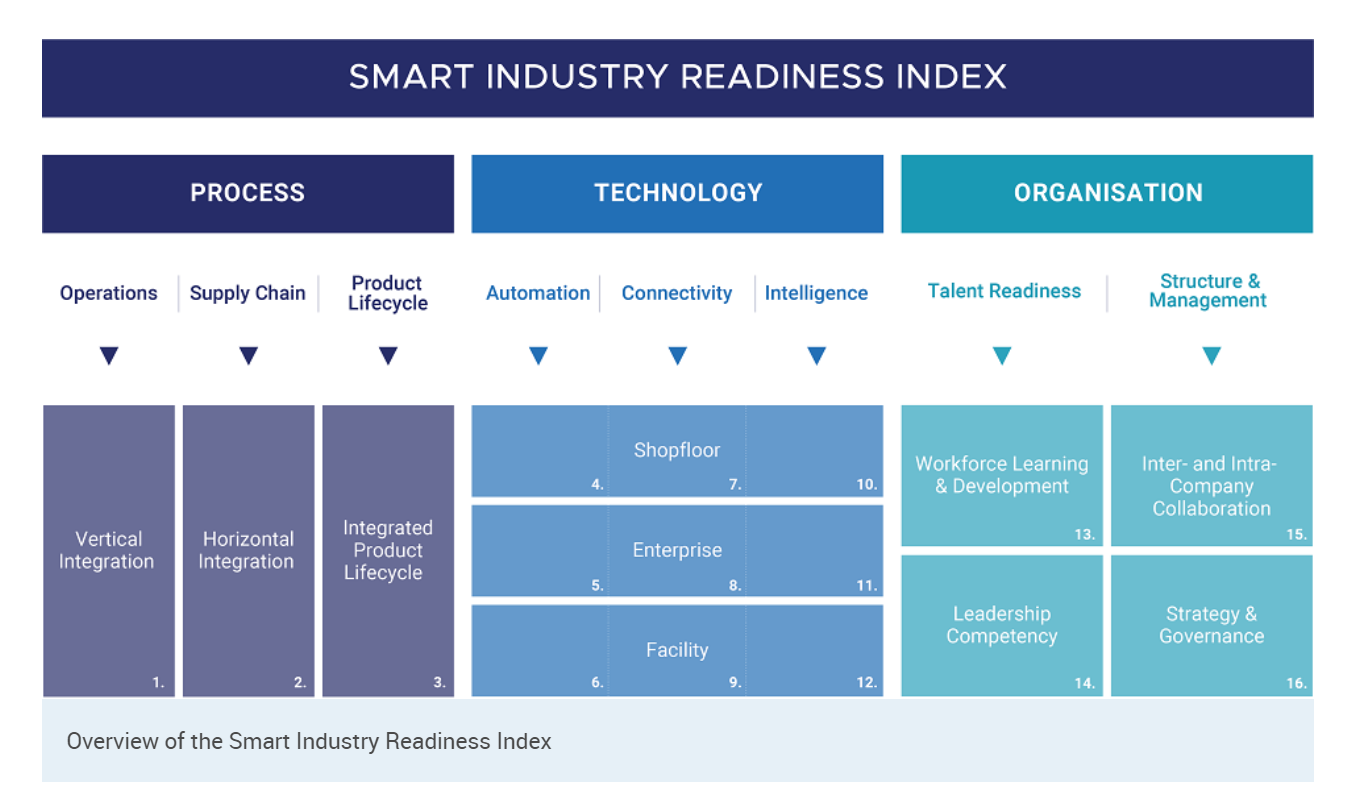 SMART INDUSTRY READINESS INDEX
PROCESS
TECHNOLOGY
ORGANISATION
Operations
Supply Chain
Product
Lifecycle
Automation
Connectivity
Intelligence
Talent Readiness
Structure &
Management
Vertical
Integration
1.
Horizontal
Integration
2.
Integrated
Product
Lifecycle
3.
Shopfloor
4.
7.
10.
Enterprise
5.
8.
11.
Facility
6.
9.
12.
Workforce Learning
& Development
13.
Leadership
Competency
14.
Inter- and Intra-
Company
Collaboration
15.
Strategy &
Governance
16.
Overview of the Smart Industry Readiness Index